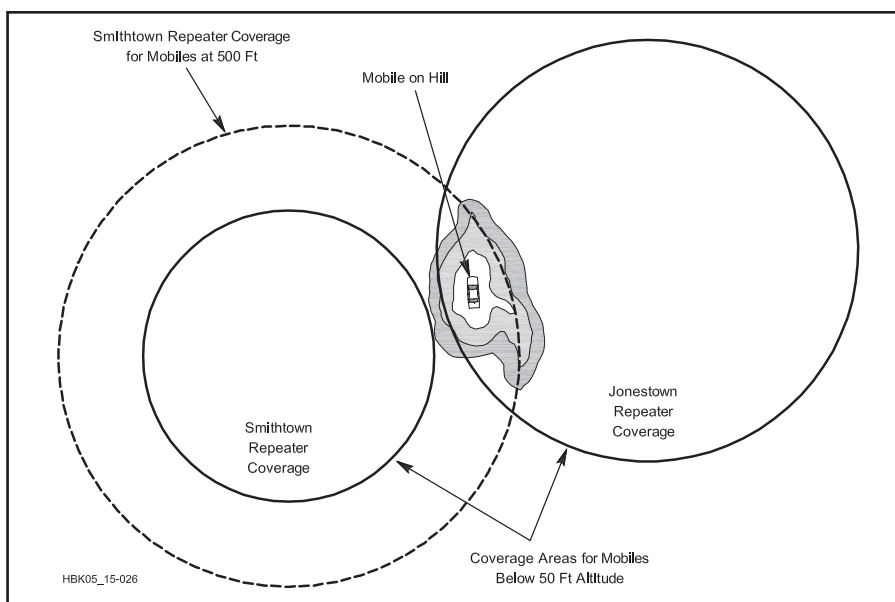 Smithtown Repeater Coverage
for Mobiles at 500 Ft
Mobile on Hill
Jonestown
Repeater
Coverage
Smithtown
Repeater
Coverage
Coverage Areas for Mobiles
Below 50 Ft Altitude
HBK05_15-026